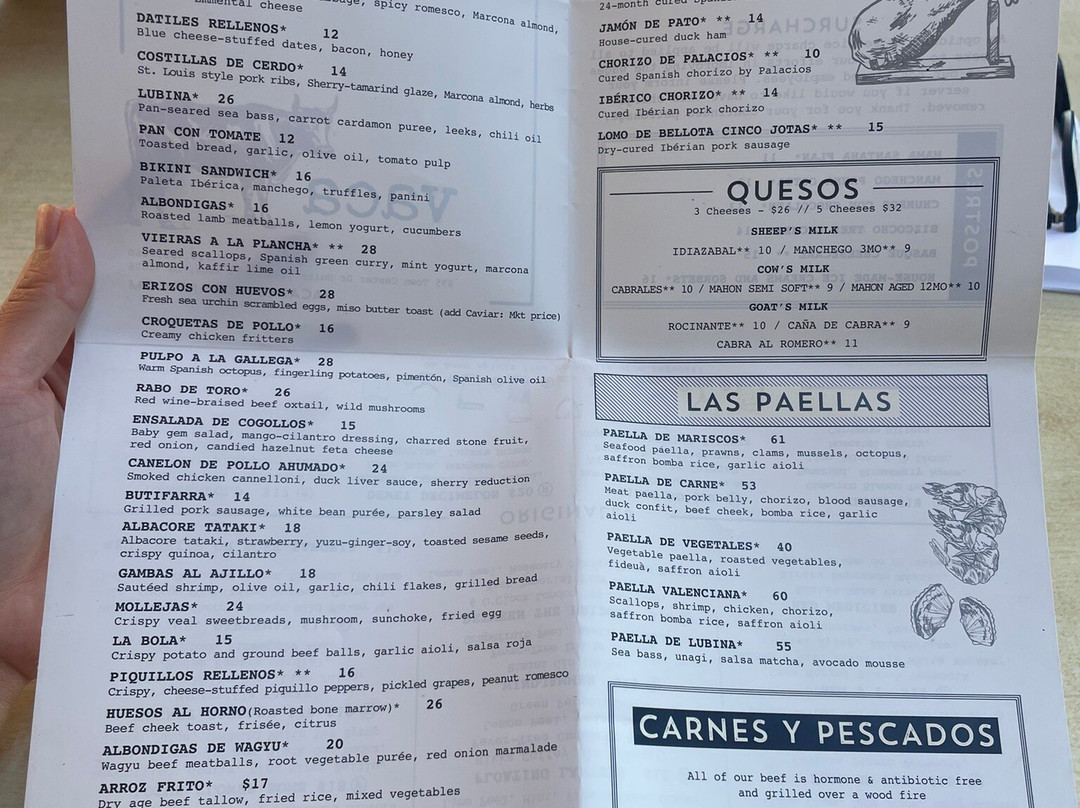 spicy romesco, Marcona almond,
Emmental cheese
DATILES RELLENOS* 12
Blue cheese-stuffed dates, bacon, honey
COSTILLAS DE CERDO* 14
St. Louis style pork ribs, Sherry-tamarind glaze, Marcona almond, herbs
LUBINA* 26
Pan-seared sea bass, carrot cardamon puree, leeks, chili oil
PAN CON TOMATE 12
Toasted bread, garlic, olive oil, tomato pulp
BIKINI SANDWICH* 16
Paleta Ibérica, manchego, truffles, panini
ALBONDIGAS* 16
Roasted lamb meatballs, lemon yogurt, cucumbers
VIEIRAS A LA PLANCHA* ** 28
Seared scallops, Spanish green curry, mint yogurt, marcona
almond, kaffir lime oil
ERIZOS CON HUEVOS* 28
Fresh sea urchin scrambled eggs, miso butter toast (add Caviar: Mkt price)
CROQUETAS DE POLLO* 16
Creamy chicken fritters
PULPO A LA GALLEGA* 28
Warm Spanish octopus, fingerling potatoes, pimentón, Spanish olive oil
RABO DE TORO* 26
Red wine-braised beef oxtail, wild mushrooms
ENSALADA DE COGOLLOS* 15
Baby gem salad, mango-cilantro dressing, charred stone fruit,
red onion, candied hazelnut feta cheese
CANELON DE POLLO AHUMADO* 24
Smoked chicken cannelloni, duck liver sauce, sherry reduction
BUTIFARRA* 14
Grilled pork sausage, white bean purée, parsley salad
ALBACORE TATAKI* 18
Albacore tataki, strawberry, yuzu-ginger-soy, toasted sesame seeds,
crispy quinoa, cilantro
GAMBAS AL AJILLO* 18
Sautéed shrimp, olive oil, garlic, chili flakes, grilled bread
MOLLEJAS* 24
Crispy veal sweetbreads, mushroom, sunchoke, fried egg
LA BOLA* 15
Crispy potato and ground beef balls, garlic aioli, salsa roja
PIQUILLOS RELLENOS* ** 16
Crispy, cheese-stuffed piquillo peppers, pickled grapes, peanut romesco
HUESOS AL HORNO(Roasted bone marrow)* 26
Beef cheek toast, frisée, citrus
ALBONDIGAS DE WAGYU* 20
Wagyu beef meatballs, root vegetable purée, red onion marmalade
ARROZ FRITO* $17
Dry age beef tallow, fried rice, mixed vegetables
24-month cured
JAMÓN DE PATO* ** 14
House-cured duck ham
CHORIZO DE PALACIOS* ** 10
Cured Spanish chorizo by Palacios
IBÉRICO CHORIZO* ** 14
Cured Ibérian pork chorizo
LOMO DE BELLOTA CINCO JOTAS* ** 15
Dry-cured Ibérian pork sausage
QUESOS
3 Cheeses – $26 // 5 Cheeses $32
SHEEP'S MILK
IDIAZABAL** 10 / MANCHEGO 3MO** 9
COW'S MILK
CABRALES** 10 / MAHON SEMI SOFT** 9 / MAHON AGED 12MO** 10
GOAT'S MILK
ROCINANTE** 10 / CAÑA DE CABRA** 9
CABRA AL ROMERO** 11
LAS PAELLAS
PAELLA DE MARISCOS* 61
Seafood paella, prawns, clams, mussels, octopus,
saffron bomba rice, garlic aioli
PAELLA DE CARNE* 53
Meat paella, pork belly, chorizo, blood sausage,
duck confit, beef cheek, bomba rice, garlic
aioli
PAELLA DE VEGETALES* 40
Vegetable paella, roasted vegetables,
fideuà, saffron aioli
PAELLA VALENCIANA* 60
Scallops, shrimp, chicken, chorizo,
saffron bomba rice, saffron aioli
PAELLA DE LUBINA* 55
Sea bass, unagi, salsa matcha, avocado mousse
CARNES Y PESCADOS
All of our beef is hormone & antibiotic free
and grilled over a wood fire